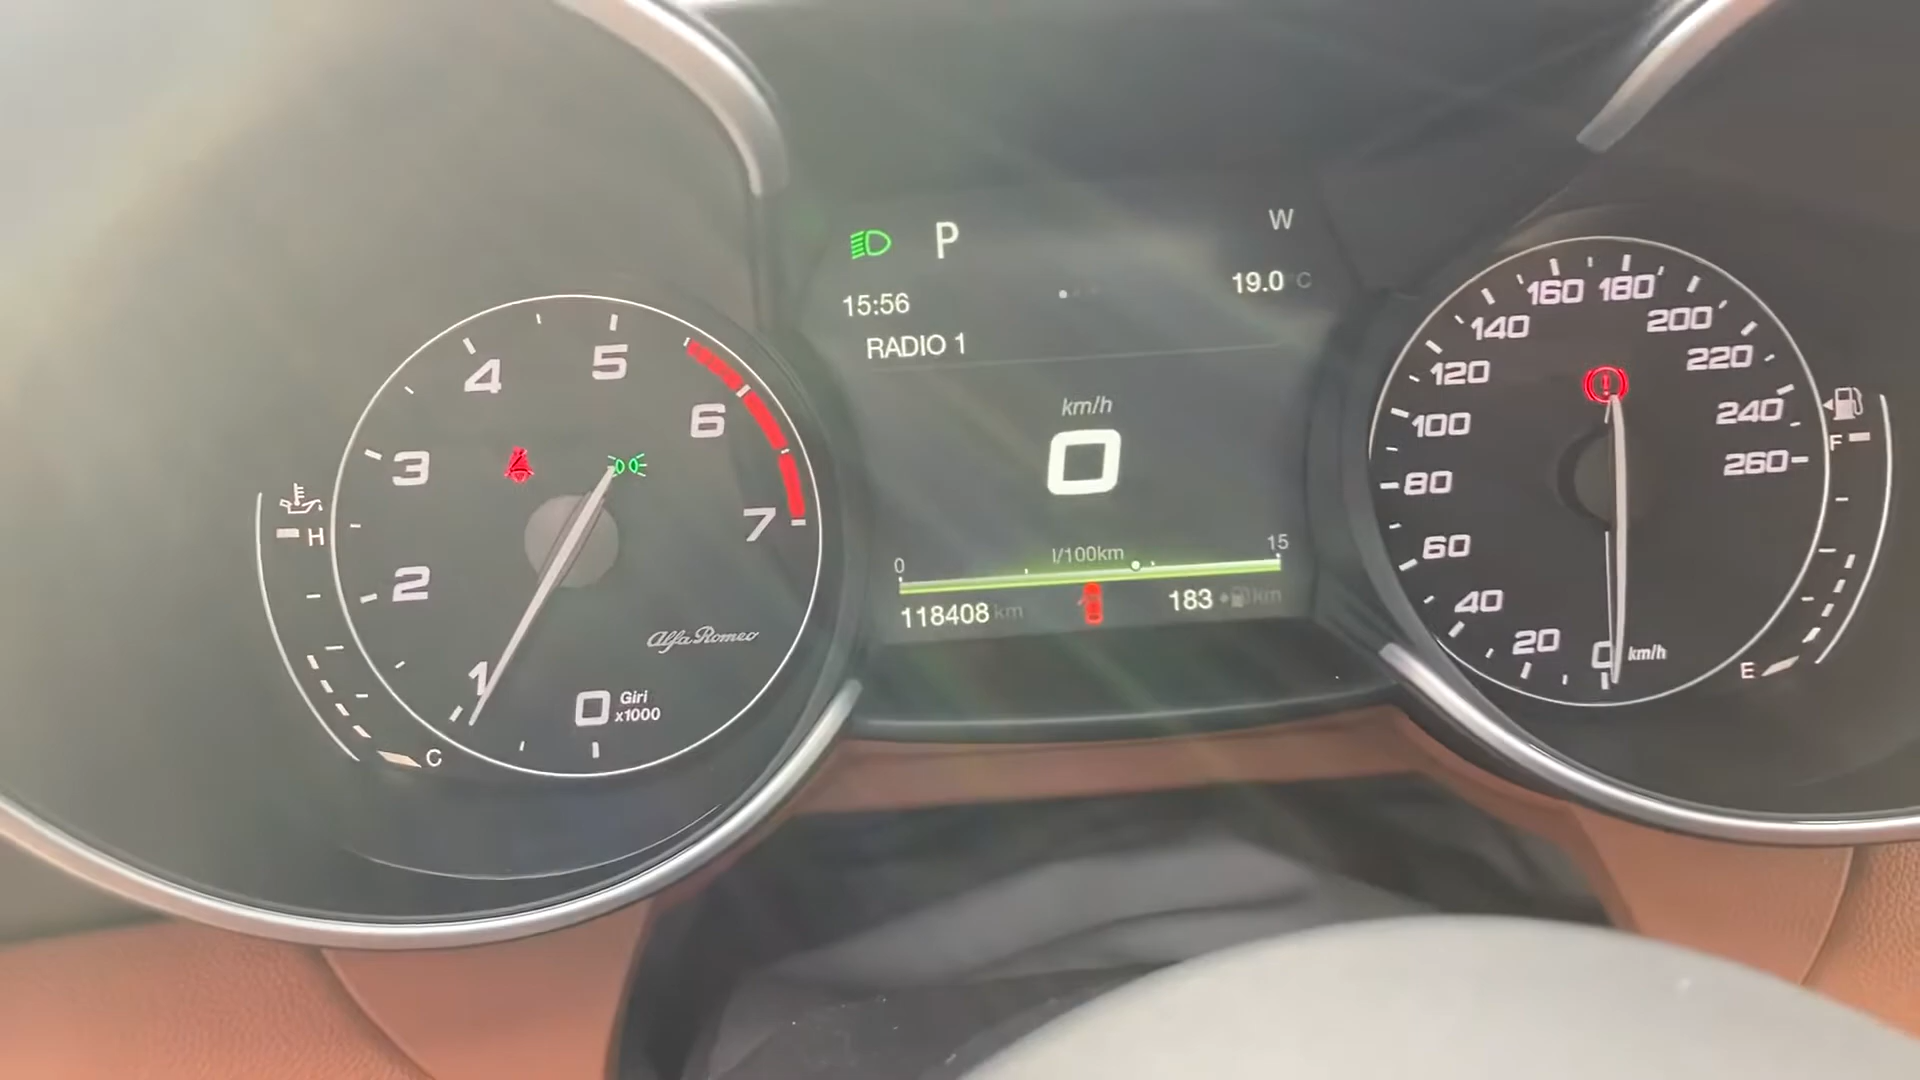 P
W
15:56
19.0 °C
RADIO 1
km/h
0
0
l/100km
15
118408 km
183 km
H
C
1
2
3
4
5
6
7
Alfa Romeo
0 Giri
x1000
0 km/h
20
40
60
80
100
120
140
160
180
200
220
240
260
F
E